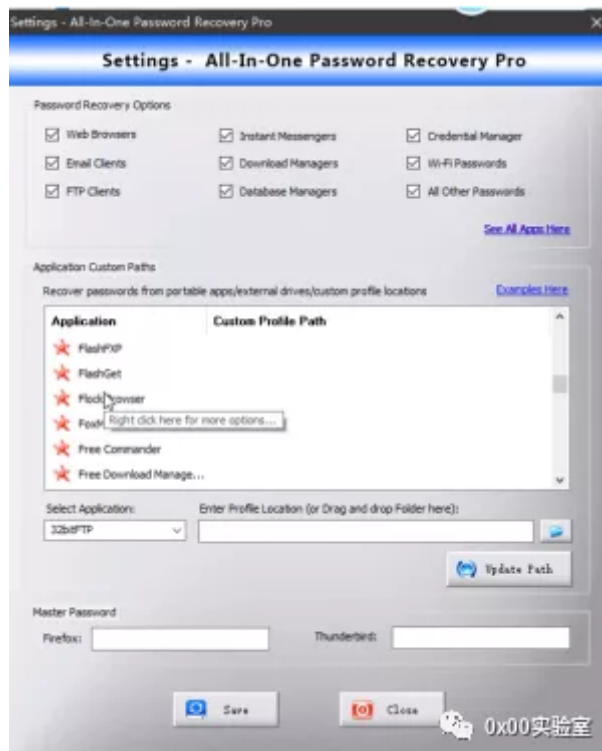 Settings - All-In-One Password Recovery Pro
Settings - All-In-One Password Recovery Pro
Password Recovery Options
Web Browsers
Instant Messengers
Credential Manager
Email Clients
Download Managers
Wi-Fi Passwords
FTP Clients
Database Managers
All Other Passwords
See All Apps Here
Application Custom Paths
Recover passwords from portable apps/external drives/custom profile locations
Examples Here
Application
Custom Profile Path
FlashFXP
FlashGet
Right click here for more options...
Free Commander
Free Download Manage...
Select Application:
Enter Profile Location (or Drag and drop Folder here):
32bitFTP
Update Path
Master Password
Firefox:
Thunderbird:
Save
Close
0x00实验室